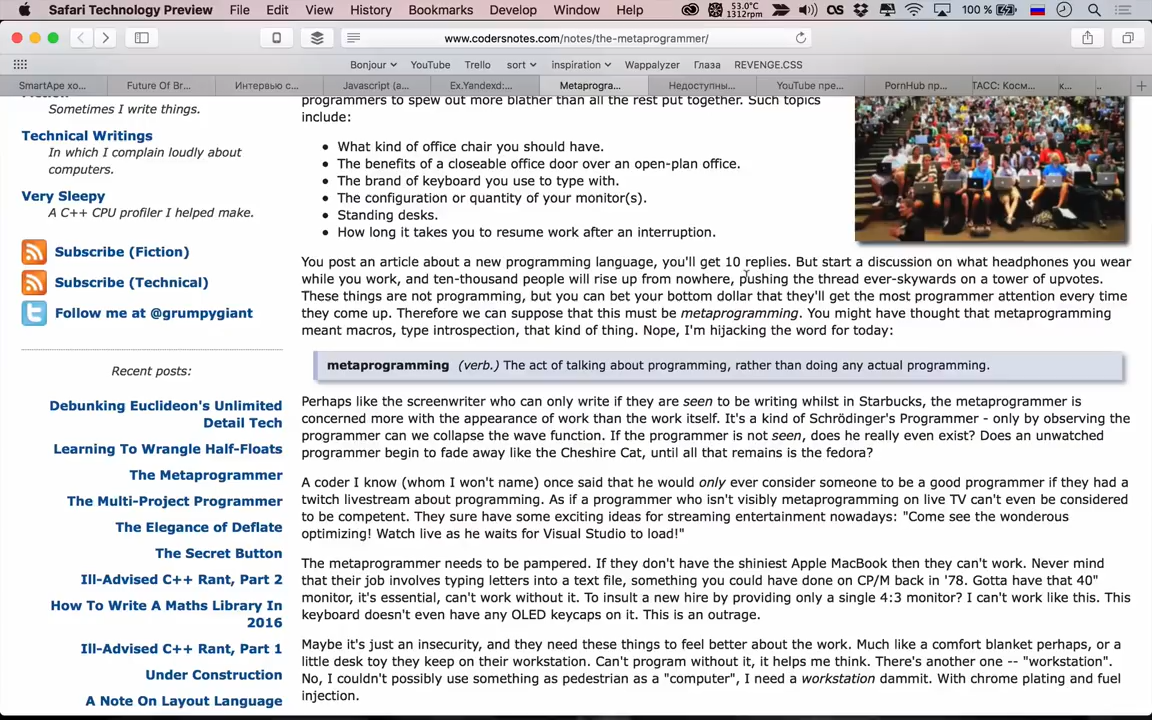 Safari Technology Preview File Edit View History Bookmarks Develop Window Help 53.0°C 1312rpm 100 %
www.codersnotes.com/notes/the-metaprogrammer/
Bonjour YouTube Trello sort inspiration Wappalyzer Глаза REVENGE.CSS
SmartApe хо... Future Of Br... Интервью с... Javascript (a... Ex.Yandexd:... Metaprogra... Недоступны... YouTube пре... PornHub пр... ТАСС: Косм... к...
Sometimes I write things.
Technical Writings
In which I complain loudly about
computers.
Very Sleepy
A C++ CPU profiler I helped make.
Subscribe (Fiction)
Subscribe (Technical)
Follow me at @grumpygiant
Recent posts:
Debunking Euclideon's Unlimited
Detail Tech
Learning To Wrangle Half-Floats
The Metaprogrammer
The Multi-Project Programmer
The Elegance of Deflate
The Secret Button
Ill-Advised C++ Rant, Part 2
How To Write A Maths Library In
2016
Ill-Advised C++ Rant, Part 1
Under Construction
A Note On Layout Language
programmers to spew out more blather than all the rest put together. Such topics
include:
What kind of office chair you should have.
The benefits of a closeable office door over an open-plan office.
The brand of keyboard you use to type with.
The configuration or quantity of your monitor(s).
Standing desks.
How long it takes you to resume work after an interruption.
You post an article about a new programming language, you'll get 10 replies. But start a discussion on what headphones you wear
while you work, and ten-thousand people will rise up from nowhere, pushing the thread ever-skywards on a tower of upvotes.
These things are not programming, but you can bet your bottom dollar that they'll get the most programmer attention every time
they come up. Therefore we can suppose that this must be metaprogramming. You might have thought that metaprogramming
meant macros, type introspection, that kind of thing. Nope, I'm hijacking the word for today:
metaprogramming (verb.) The act of talking about programming, rather than doing any actual programming.
Perhaps like the screenwriter who can only write if they are seen to be writing whilst in Starbucks, the metaprogrammer is
concerned more with the appearance of work than the work itself. It's a kind of Schrödinger's Programmer - only by observing the
programmer can we collapse the wave function. If the programmer is not seen, does he really even exist? Does an unwatched
programmer begin to fade away like the Cheshire Cat, until all that remains is the fedora?
A coder I know (whom I won't name) once said that he would only ever consider someone to be a good programmer if they had a
twitch livestream about programming. As if a programmer who isn't visibly metaprogramming on live TV can't even be considered
to be competent. They sure have some exciting ideas for streaming entertainment nowadays: "Come see the wonderous
optimizing! Watch live as he waits for Visual Studio to load!"
The metaprogrammer needs to be pampered. If they don't have the shiniest Apple MacBook then they can't work. Never mind
that their job involves typing letters into a text file, something you could have done on CP/M back in '78. Gotta have that 40"
monitor, it's essential, can't work without it. To insult a new hire by providing only a single 4:3 monitor? I can't work like this. This
keyboard doesn't even have any OLED keycaps on it. This is an outrage.
Maybe it's just an insecurity, and they need these things to feel better about the work. Much like a comfort blanket perhaps, or a
little desk toy they keep on their workstation. Can't program without it, it helps me think. There's another one -- "workstation".
No, I couldn't possibly use something as pedestrian as a "computer", I need a workstation dammit. With chrome plating and fuel
injection.